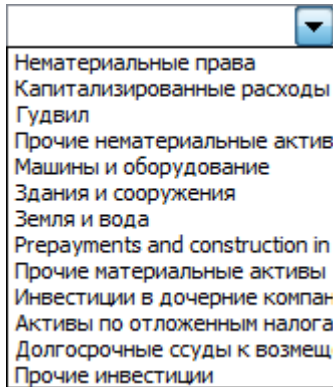 Нематериальные права
Капитализированные расходы
Гудвил
Прочие нематериальные актив
Машины и оборудование
Здания и сооружения
Земля и вода
Prepayments and construction in
Прочие материальные активы
Инвестиции в дочерние компан
Активы по отложенным налога
Долгосрочные ссуды к возмещ
Прочие инвестиции